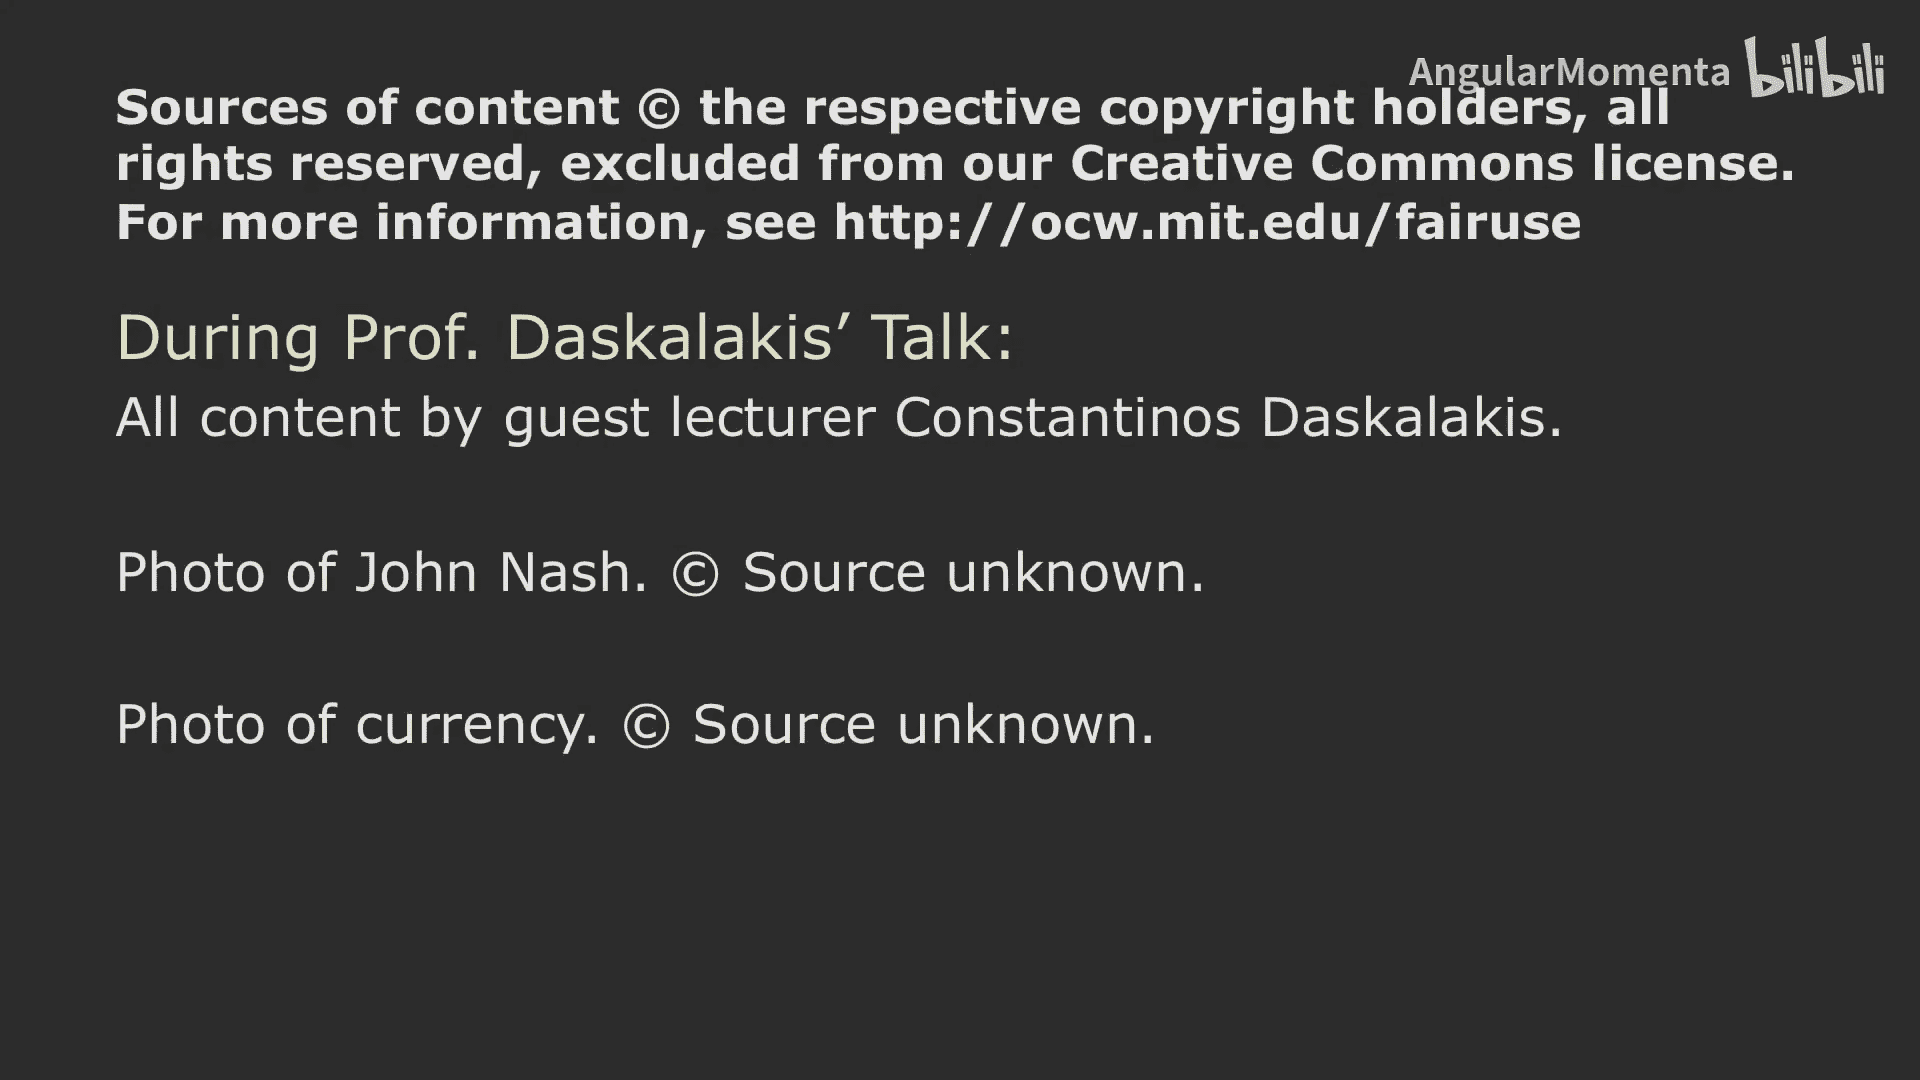 AngularMomenta bilibili
Sources of content © the respective copyright holders, all
rights reserved, excluded from our Creative Commons license.
For more information, see http://ocw.mit.edu/fairuse
During Prof. Daskalakis’ Talk:
All content by guest lecturer Constantinos Daskalakis.
Photo of John Nash. © Source unknown.
Photo of currency. © Source unknown.